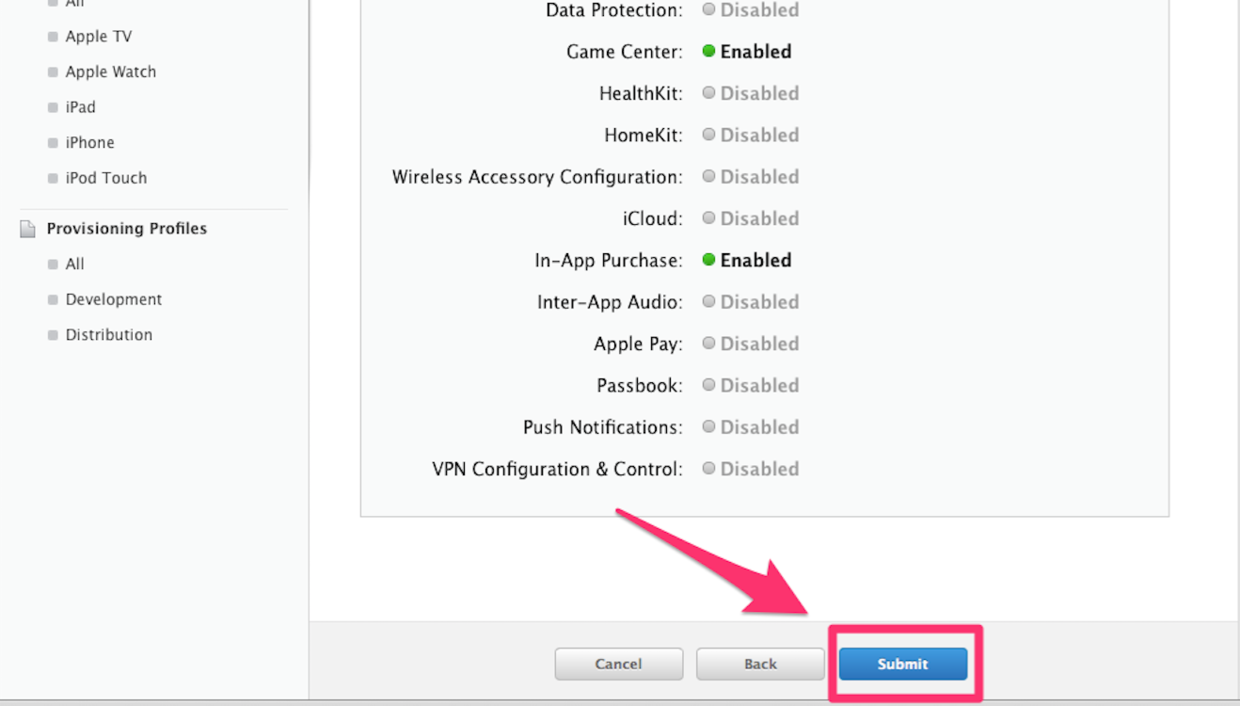 All
Apple TV
Apple Watch
iPad
iPhone
iPod Touch
Provisioning Profiles
All
Development
Distribution
Data Protection: Disabled
Game Center: Enabled
HealthKit: Disabled
HomeKit: Disabled
Wireless Accessory Configuration: Disabled
iCloud: Disabled
In-App Purchase: Enabled
Inter-App Audio: Disabled
Apple Pay: Disabled
Passbook: Disabled
Push Notifications: Disabled
VPN Configuration & Control: Disabled
Cancel Back Submit